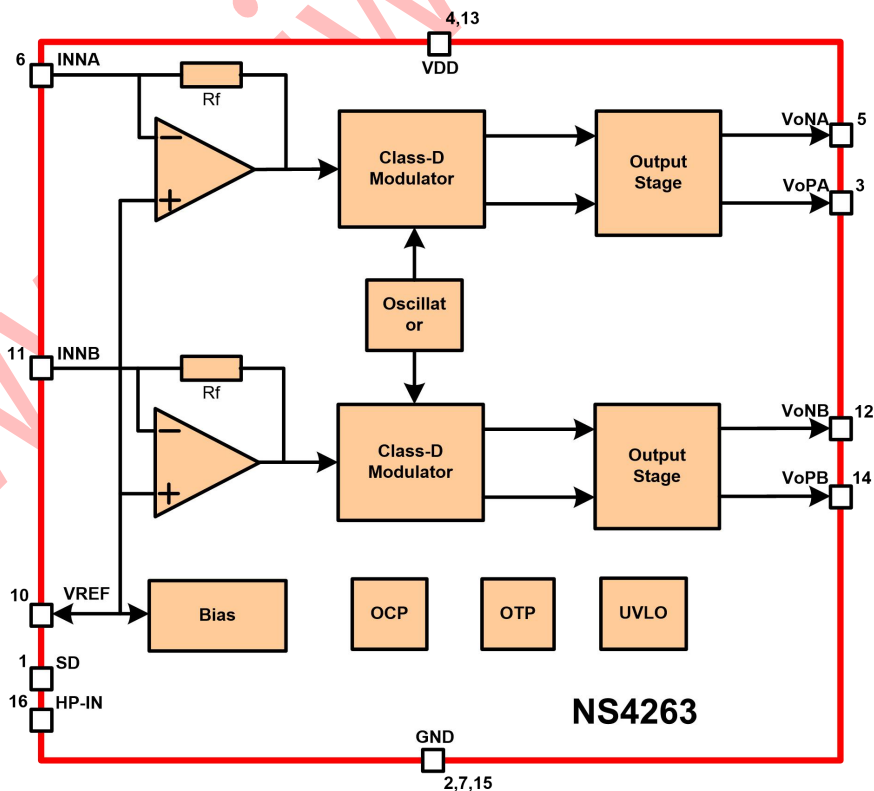 4,13
VDD
6 INNA
Rf
Class-D
Modulator
Output
Stage
VoNA 5
VoPA 3
Oscillat
or
11 INNB
Rf
Class-D
Modulator
Output
Stage
VoNB 12
VoPB 14
10 VREF
Bias
OCP
OTP
UVLO
1 SD
16 HP-IN
NS4263
GND
2,7,15